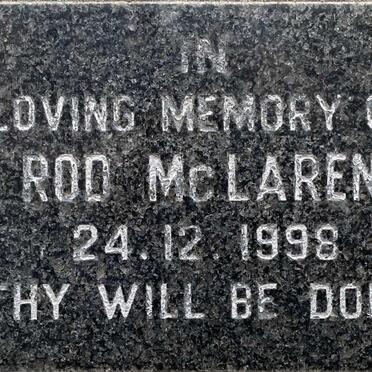 IN
LOVING MEMORY O
ROD McLAREN
24.12.1998
THY WILL BE DO